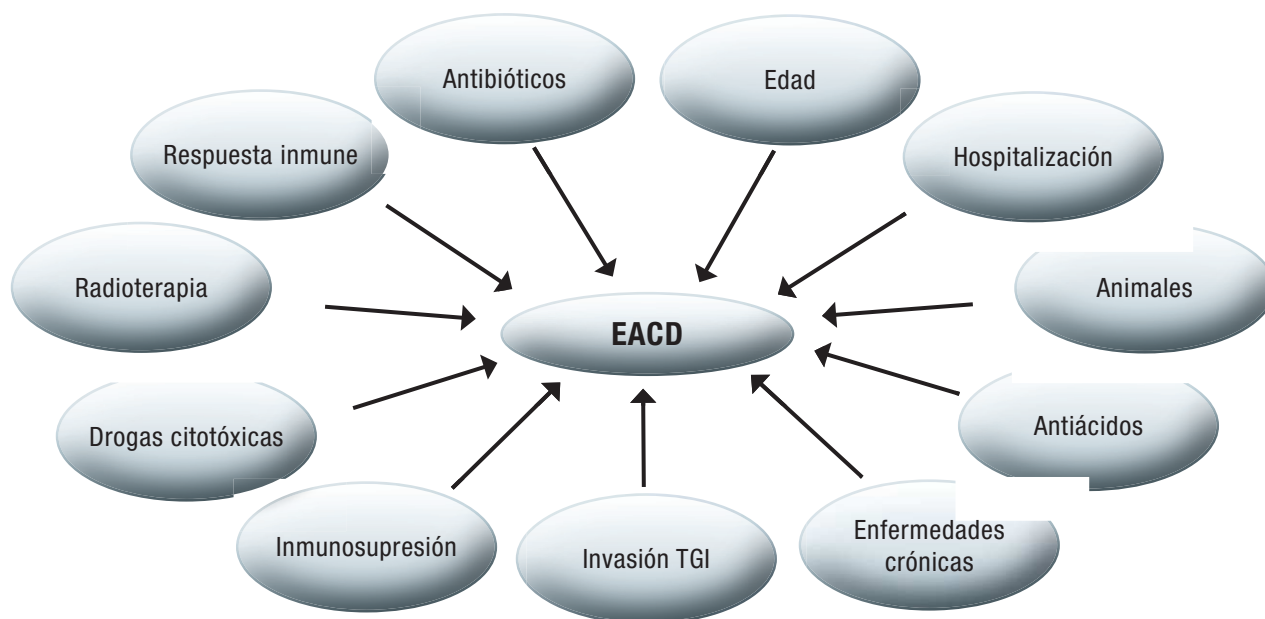 Antibióticos
Edad
Respuesta inmune
Hospitalización
Radioterapia
Animales
EACD
Drogas citotóxicas
Antiácidos
Inmunosupresión
Invasión TGI
Enfermedades
crónicas